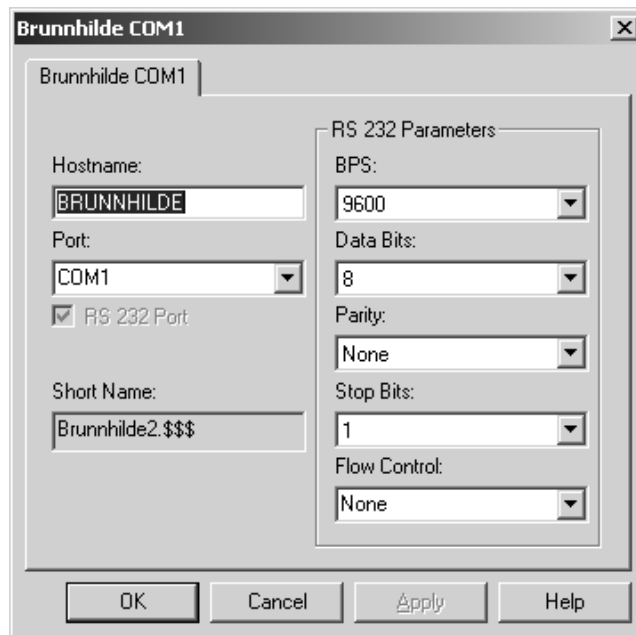 Brunnhilde COM1
Brunnhilde COM1
Hostname:
BRUNNHILDE
Port:
COM1
RS 232 Port
Short Name:
Brunnhilde2.$$$
RS 232 Parameters
BPS:
9600
Data Bits:
8
Parity:
None
Stop Bits:
1
Flow Control:
None
OK
Cancel
Apply
Help